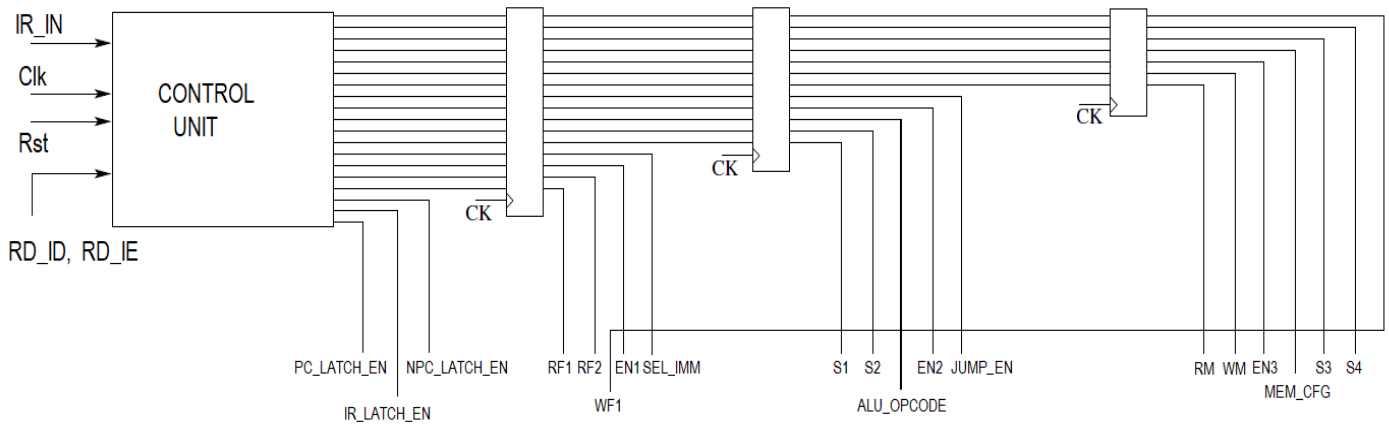 IR_IN
Clk
Rst
RD_ID, RD_IE
CONTROL
UNIT
CK
CK
CK
PC_LATCH_EN
NPC_LATCH_EN
IR_LATCH_EN
RF1
RF2
EN1
SEL_IMM
WF1
S1
S2
EN2
JUMP_EN
ALU_OPCODE
RM
WM
EN3
S3
S4
MEM_CFG